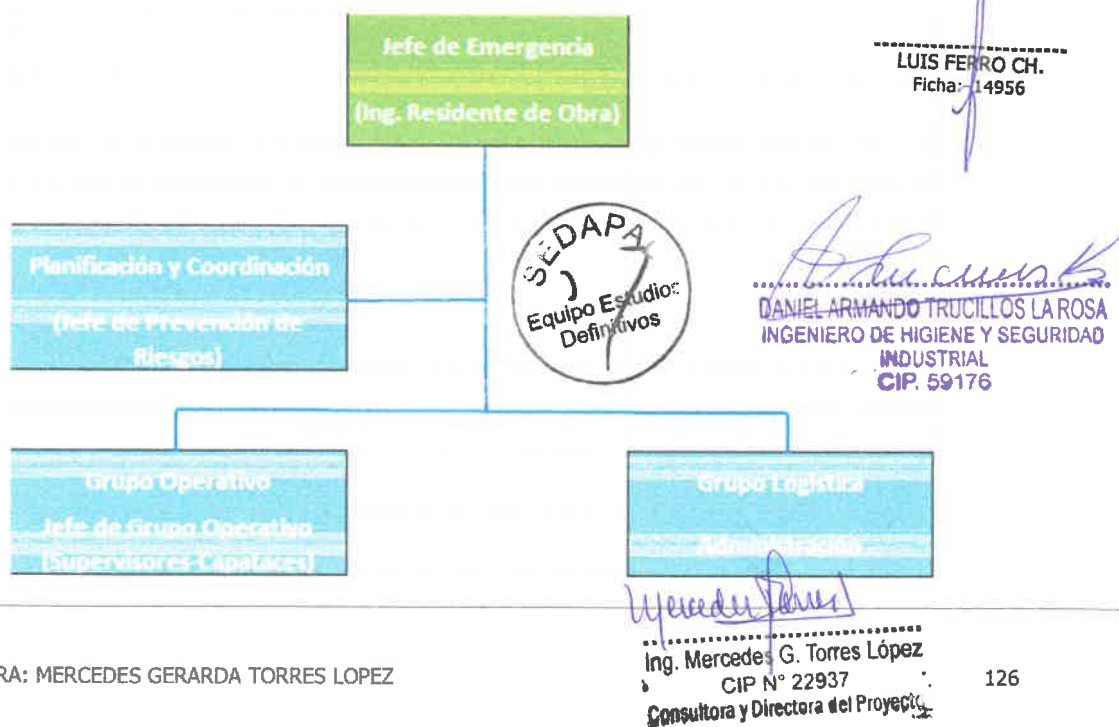 Jefe de Emergencia
(Ing. Residente de Obra)
LUIS FERRO CH.
Ficha: 14956
Planificación y Coordinación
(Jefe de Prevención de
Riesgos)
SEDAPAL
Equipo Estudios
Definitivos
DANIEL ARMANDO TRUCILLOS LA ROSA
INGENIERO DE HIGIENE Y SEGURIDAD
INDUSTRIAL
CIP. 59176
Grupo Operativo
Jefe de Grupo Operativo
(Supervisores-Capataces)
Grupo Logística
Administración
Ing. Mercedes G. Torres López
CIP N° 22937
Consultora y Directora del Proyecto
RA: MERCEDES GERARDA TORRES LOPEZ
126